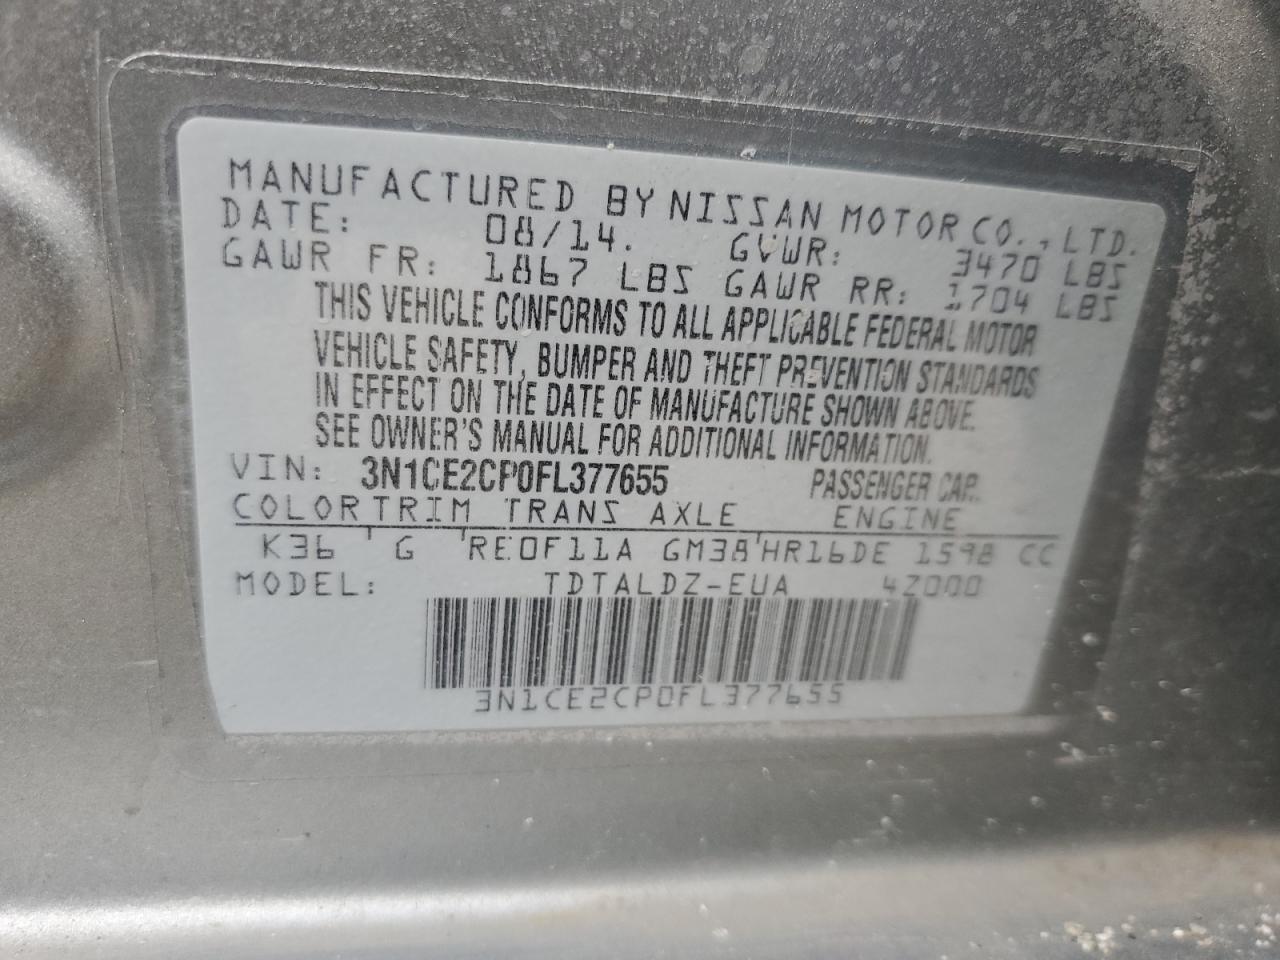 MANUFACTURED BY NISSAN MOTOR CO., LTD.
DATE: 08/14. GVWR: 3470 LBS
GAWR FR: 1867 LBS GAWR RR: 1704 LBS
THIS VEHICLE CONFORMS TO ALL APPLICABLE FEDERAL MOTOR
VEHICLE SAFETY, BUMPER AND THEFT PREVENTION STANDARDS
IN EFFECT ON THE DATE OF MANUFACTURE SHOWN ABOVE.
SEE OWNER'S MANUAL FOR ADDITIONAL INFORMATION.
VIN: 3N1CE2CP0FL377655 PASSENGER CAR.
COLOR TRIM TRANS AXLE ENGINE
K36 ' G ' RE0F11A GM38 ' HR16DE 1598 CC
MODEL: TDTALDZ-EUA 4Z000
3N1CE2CP0FL377655